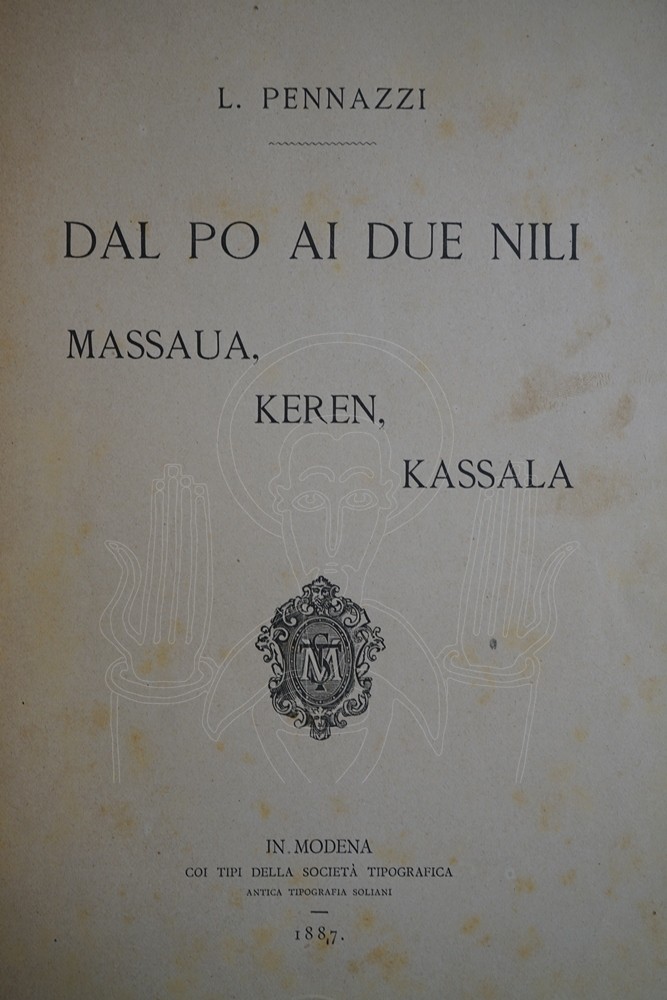 L. PENNAZZI
DAL PO AI DUE NILI
MASSAUA,
KEREN,
KASSALA
IN MODENA
COI TIPI DELLA SOCIETÀ TIPOGRAFICA
ANTICA TIPOGRAFIA SOLIANI
1887.